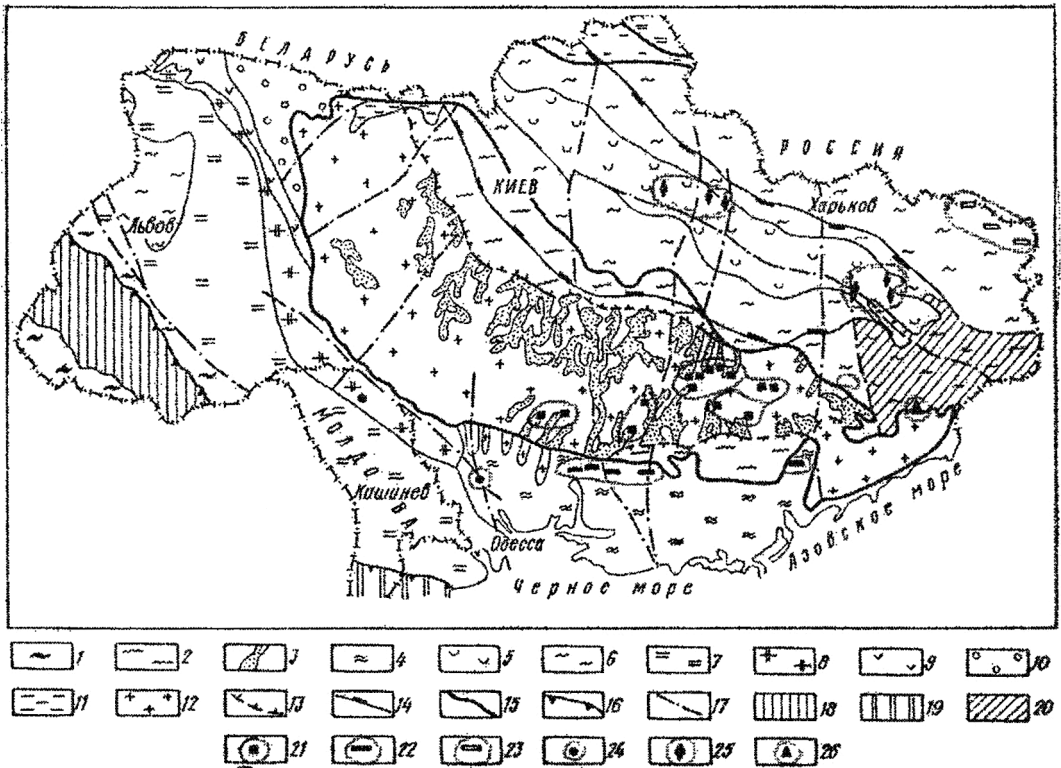 БЕЛАРУСЬ
РОССИЯ
КИЕВ
Харьков
Львов
МОЛДОВА
Кашинев
Одесса
Азовское море
Черное море
1 2 3 4 5 6 7 8 9 10
11 12 13 14 15 16 17 18 19 20
21 22 23 24 25 26